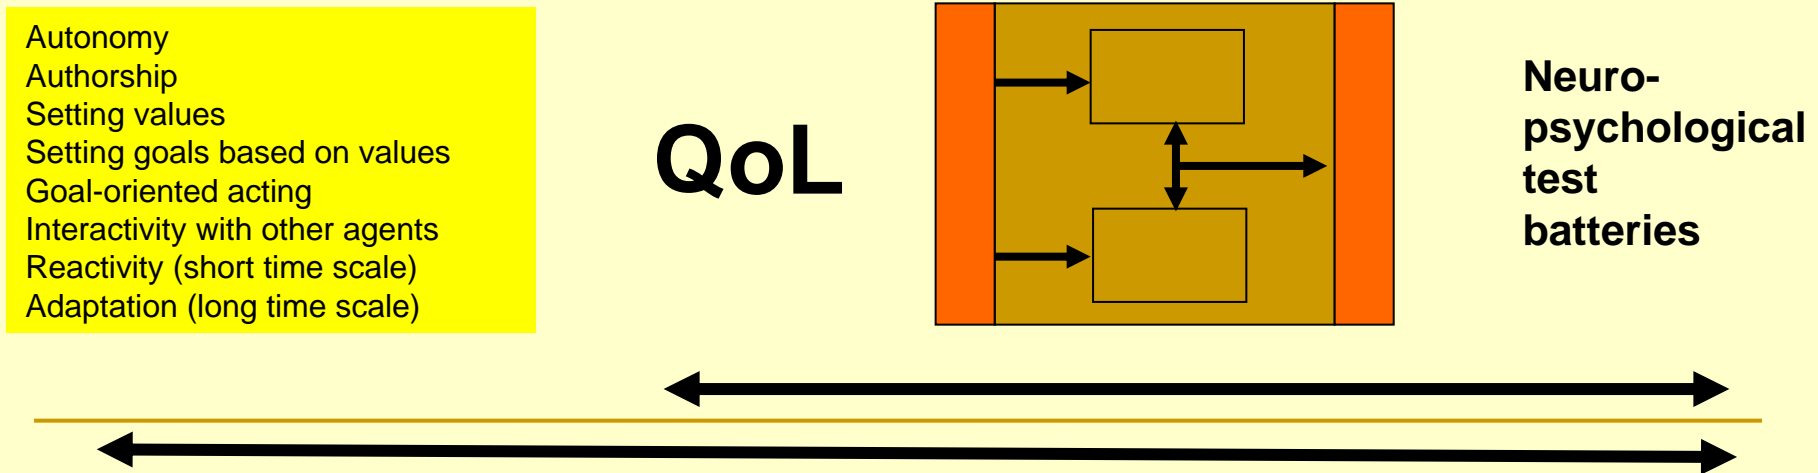 Autonomy
Authorship
Setting values
Setting goals based on values
Goal-oriented acting
Interactivity with other agents
Reactivity (short time scale)
Adaptation (long time scale)
QoL
Neuro-
psychological
test
batteries